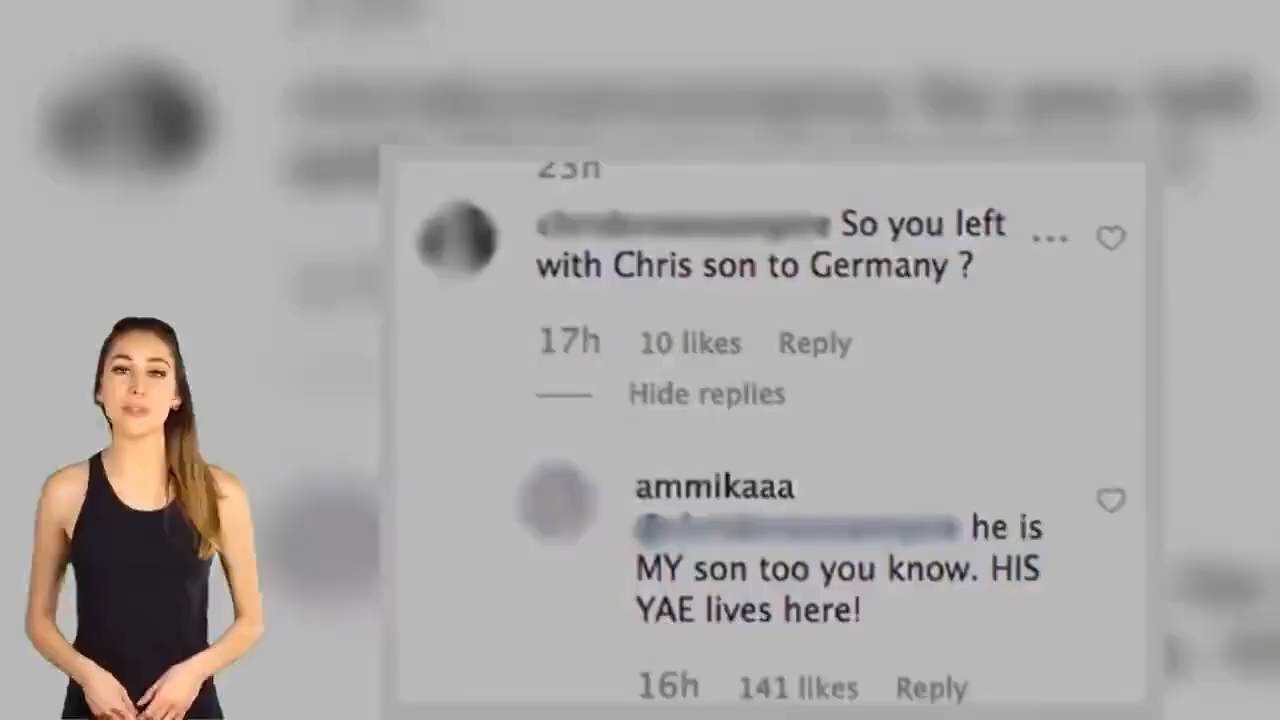 23h
So you left
with Chris son to Germany ?
17h 10 likes Reply
Hide replies
ammikaaa
he is
MY son too you know. HIS
YAE lives here!
16h 141 likes Reply